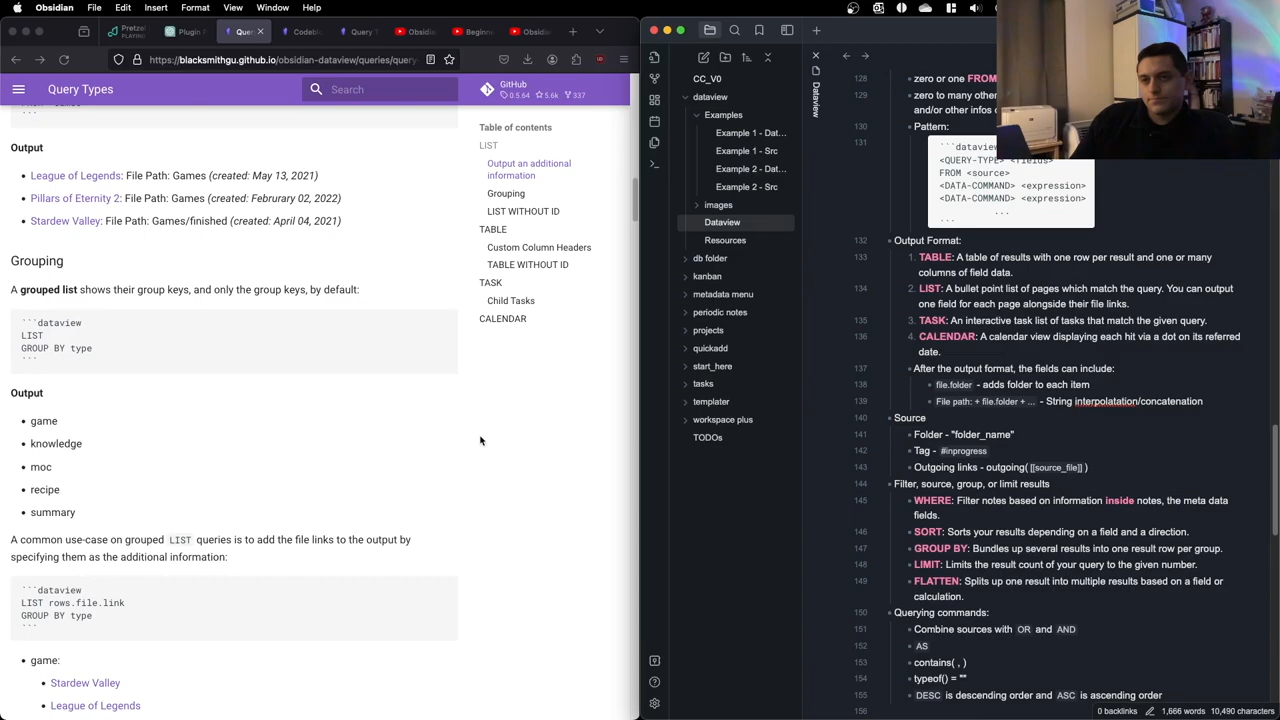 Obsidian File Edit Insert Format View Window Help
Pretzel
PLAYING
Plugin
Query
Codebl
Query T
Obsidia
Beginne
Obsidia
https://blacksmithgu.github.io/obsidian-dataview/queries/query-
Query Types
Search
GitHub
0.5.64 5.6k 337
```
Output
League of Legends: File Path: Games (created: May 13, 2021)
Pillars of Eternity 2: File Path: Games (created: Februrary 02, 2022)
Stardew Valley: File Path: Games/finished (created: April 04, 2021)
Grouping
A grouped list shows their group keys, and only the group keys, by default:
```dataview
LIST
GROUP BY type
```
Output
game
knowledge
moc
recipe
summary
A common use-case on grouped LIST queries is to add the file links to the output by
specifying them as the additional information:
```dataview
LIST rows.file.link
GROUP BY type
```
game:
Stardew Valley
League of Legends
Table of contents
LIST
Output an additional
information
Grouping
LIST WITHOUT ID
TABLE
Custom Column Headers
TABLE WITHOUT ID
TASK
Child Tasks
CALENDAR
CC_V0
dataview
Examples
Example 1 - Dat...
Example 1 - Src
Example 2 - Dat...
Example 2 - Src
images
Dataview
Resources
db folder
kanban
metadata menu
periodic notes
projects
quickadd
start_here
tasks
templater
workspace plus
TODOs
Dataview
128 zero or one FROM
129 zero to many other
and/or other infos
130 Pattern:
131 ```dataview
<QUERY-TYPE> <fields>
FROM <source>
<DATA-COMMAND> <expression>
<DATA-COMMAND> <expression>
...
```
132 Output Format:
133 1. TABLE: A table of results with one row per result and one or many
columns of field data.
134 2. LIST: A bullet point list of pages which match the query. You can output
one field for each page alongside their file links.
135 3. TASK: An interactive task list of tasks that match the given query.
136 4. CALENDAR: A calendar view displaying each hit via a dot on its referred
date.
137 After the output format, the fields can include:
138 file.folder - adds folder to each item
139 File path: + file.folder + ... - String interpolatation/concatenation
140 Source
141 Folder - "folder_name"
142 Tag - #inprogress
143 Outgoing links - outgoing( [[source_file]] )
144 Filter, source, group, or limit results
145 WHERE: Filter notes based on information inside notes, the meta data
fields.
146 SORT: Sorts your results depending on a field and a direction.
147 GROUP BY: Bundles up several results into one result row per group.
148 LIMIT: Limits the result count of your query to the given number.
149 FLATTEN: Splits up one result into multiple results based on a field or
calculation.
150 Querying commands:
151 Combine sources with OR and AND
152 AS
153 contains( , )
154 typeof() = ""
155 DESC is descending order and ASC is ascending order
156
0 backlinks 1,666 words 10,490 characters